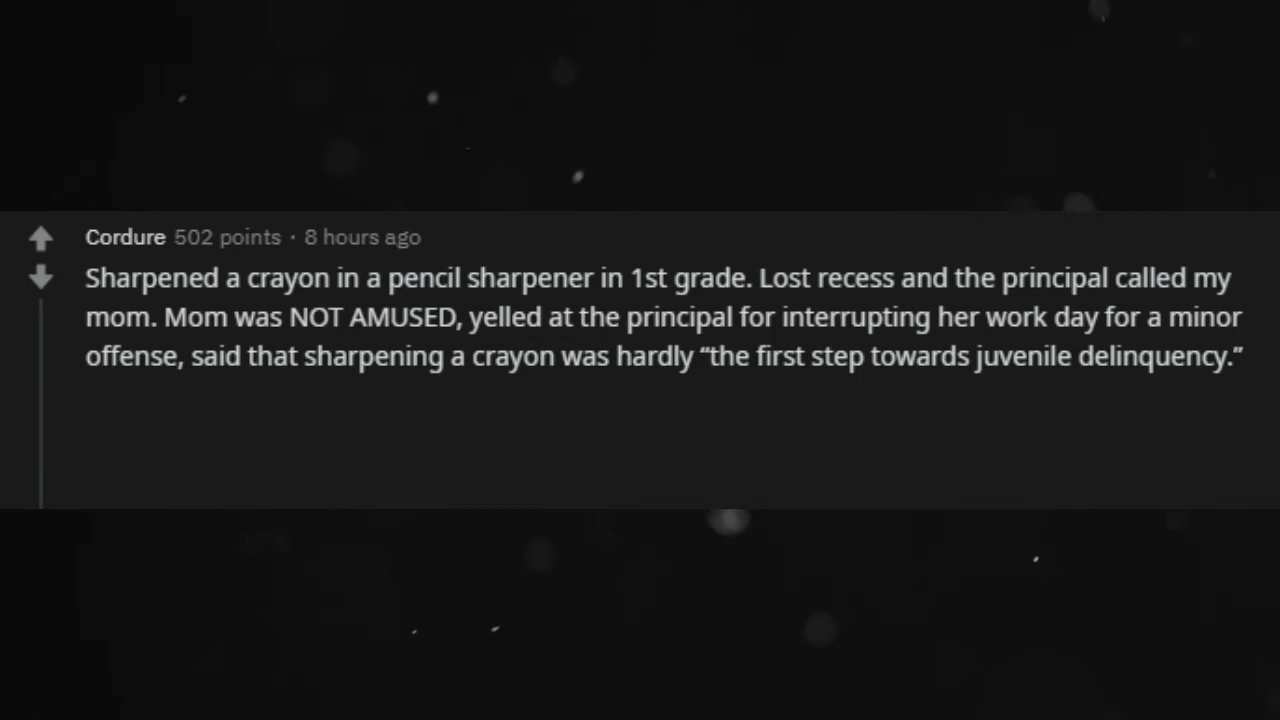 Cordure 502 points · 8 hours ago
Sharpened a crayon in a pencil sharpener in 1st grade. Lost recess and the principal called my
mom. Mom was NOT AMUSED, yelled at the principal for interrupting her work day for a minor
offense, said that sharpening a crayon was hardly “the first step towards juvenile delinquency.”